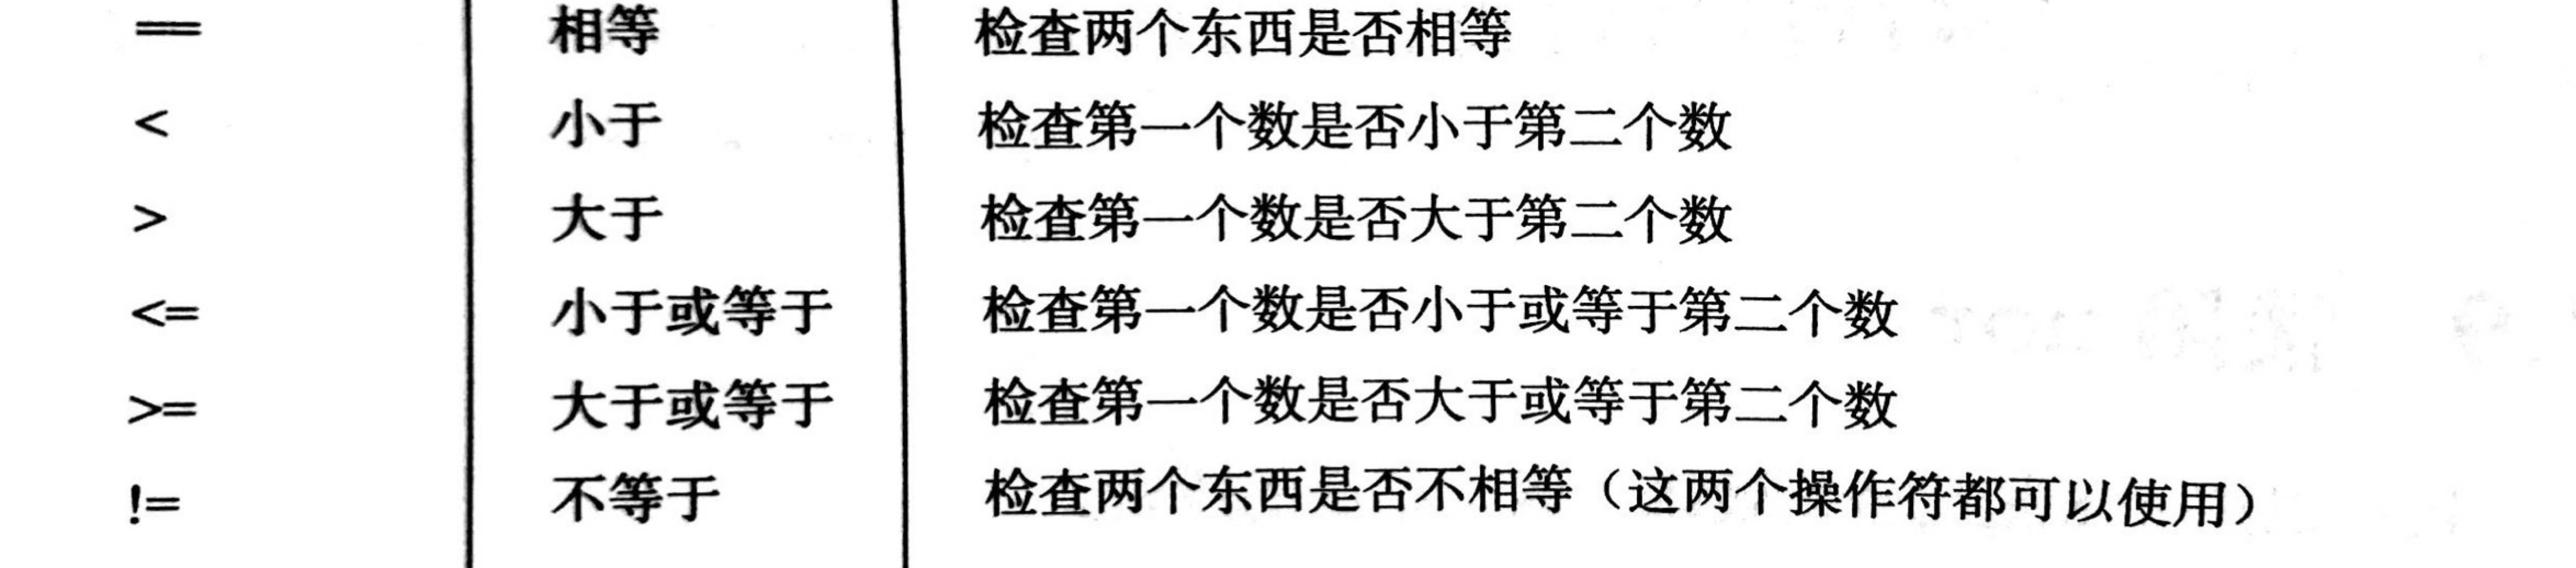 == 相等 检查两个东西是否相等
< 小于 检查第一个数是否小于第二个数
> 大于 检查第一个数是否大于第二个数
<= 小于或等于 检查第一个数是否小于或等于第二个数
>= 大于或等于 检查第一个数是否大于或等于第二个数
!= 不等于 检查两个东西是否不相等（这两个操作符都可以使用）